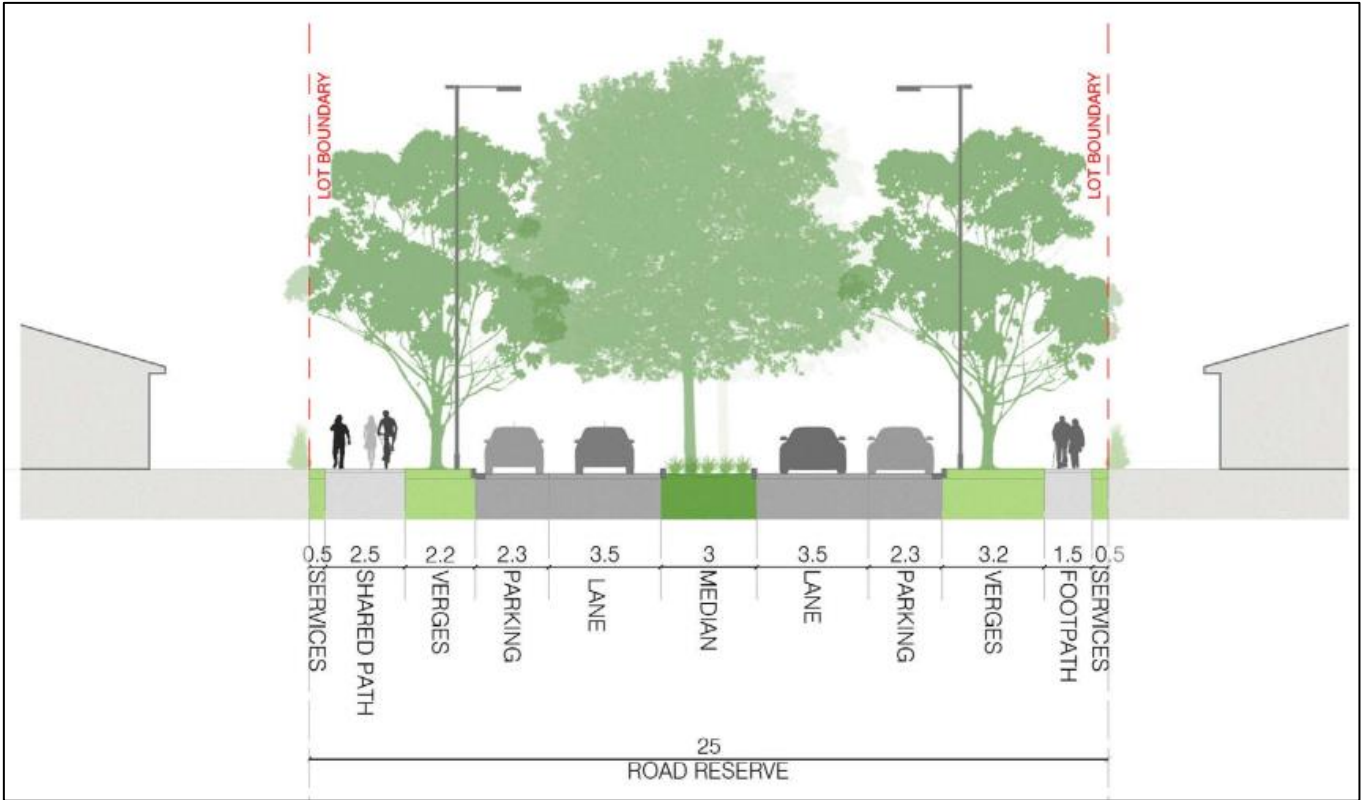 LOT BOUNDARY
LOT BOUNDARY
0.5 2.5 2.2 2.3 3.5 3 3.5 2.3 3.2 1.5 0.5
SERVICES
SHARED PATH
VERGES
PARKING
LANE
MEDIAN
LANE
PARKING
VERGES
FOOTPATH
SERVICES
25
ROAD RESERVE